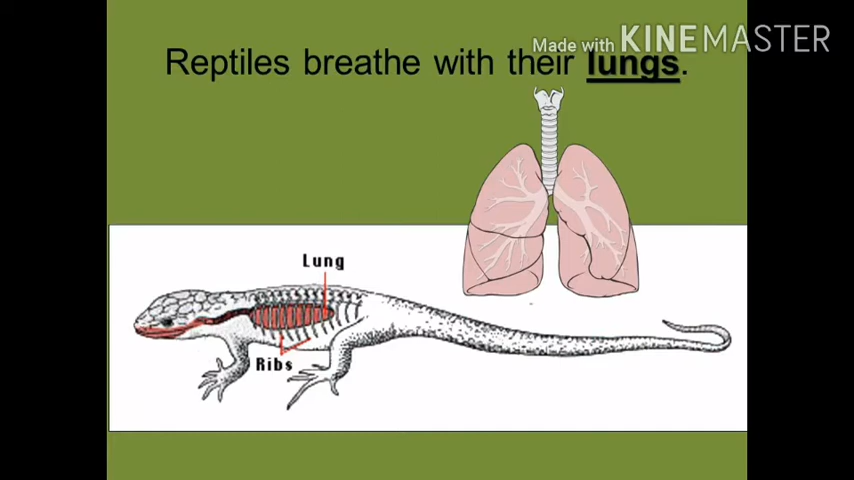 Made with KINEMASTER
Reptiles breathe with their lungs.
Lung
Ribs